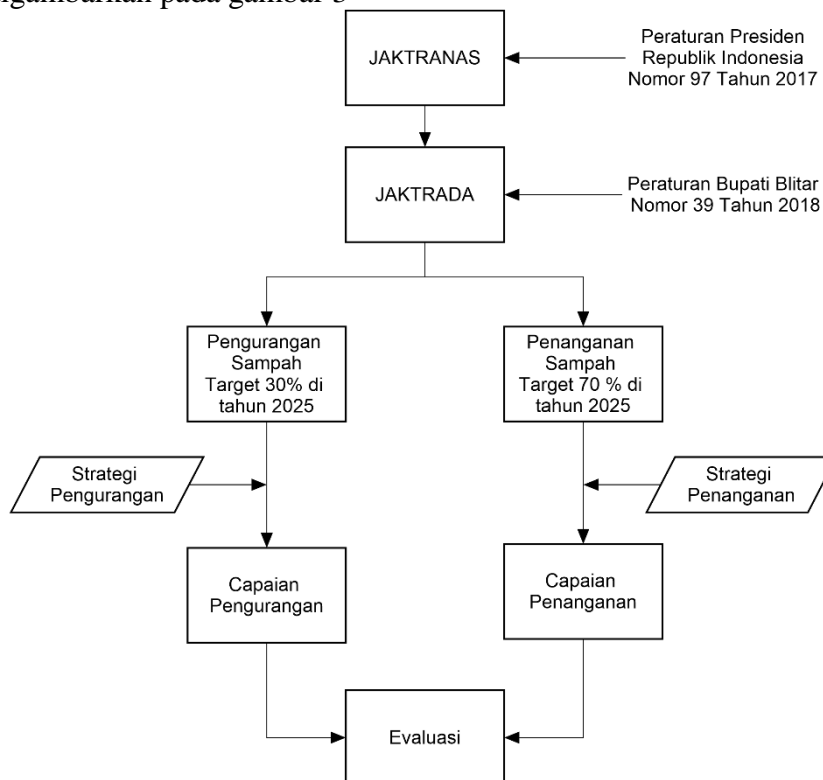 pada gambar 3
JAKTRANAS
Peraturan Presiden
Republik Indonesia
Nomor 97 Tahun 2017
JAKTRADA
Peraturan Bupati Blitar
Nomor 39 Tahun 2018
Pengurangan
Sampah
Target 30% di
tahun 2025
Penanganan
Sampah
Target 70 % di
tahun 2025
Strategi
Pengurangan
Strategi
Penanganan
Capaian
Pengurangan
Capaian
Penanganan
Evaluasi